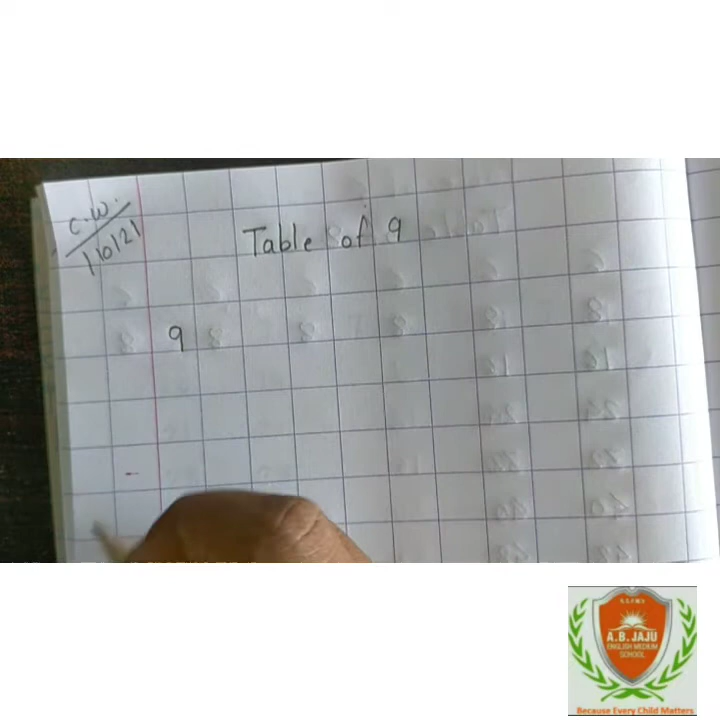 C.W.
1/10/21
Table of 9
9
A.B.JAJU
ENGLISH MEDIUM
SCHOOL
Because Every Child Matters